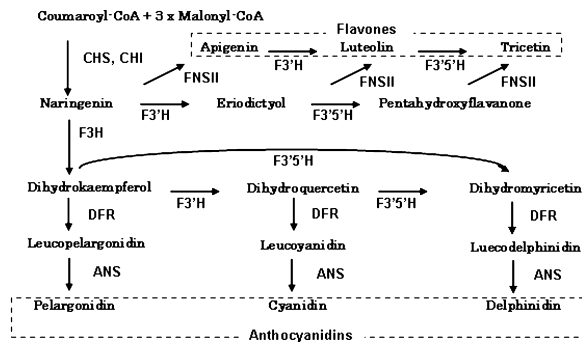 Coumaroyl-CoA + 3 x Malonyl-CoA
Flavones
CHS, CHI
Apigenin F3'H Luteolin F3'5'H Tricetin
FNSII FNSII FNSII
Naringenin F3'H Eriodictyol F3'5'H Pentahydroxyflavanone
F3H
F3'5'H
Dihydrokaempferol F3'H Dihydroquercetin F3'5'H Dihydromyricetin
DFR DFR DFR
Leucopelargonidin Leucoyanidin Luecodelphinidin
ANS ANS ANS
Pelargonidin Cyanidin Delphinidin
Anthocyanidins